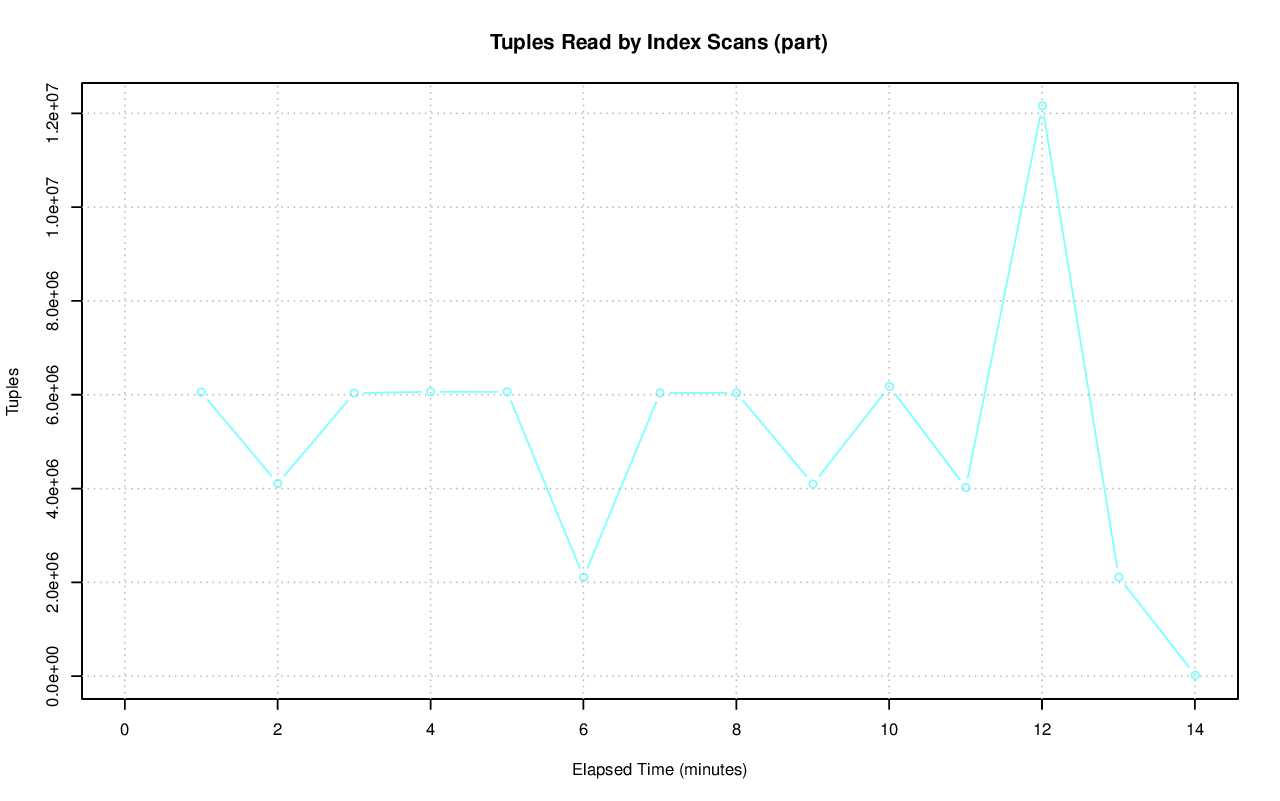 Tuples Read by Index Scans (part)
1.2e+07
1.0e+07
8.0e+06
6.0e+06
4.0e+06
2.0e+06
0.0e+00
Tuples
0 2 4 6 8 10 12 14
Elapsed Time (minutes)